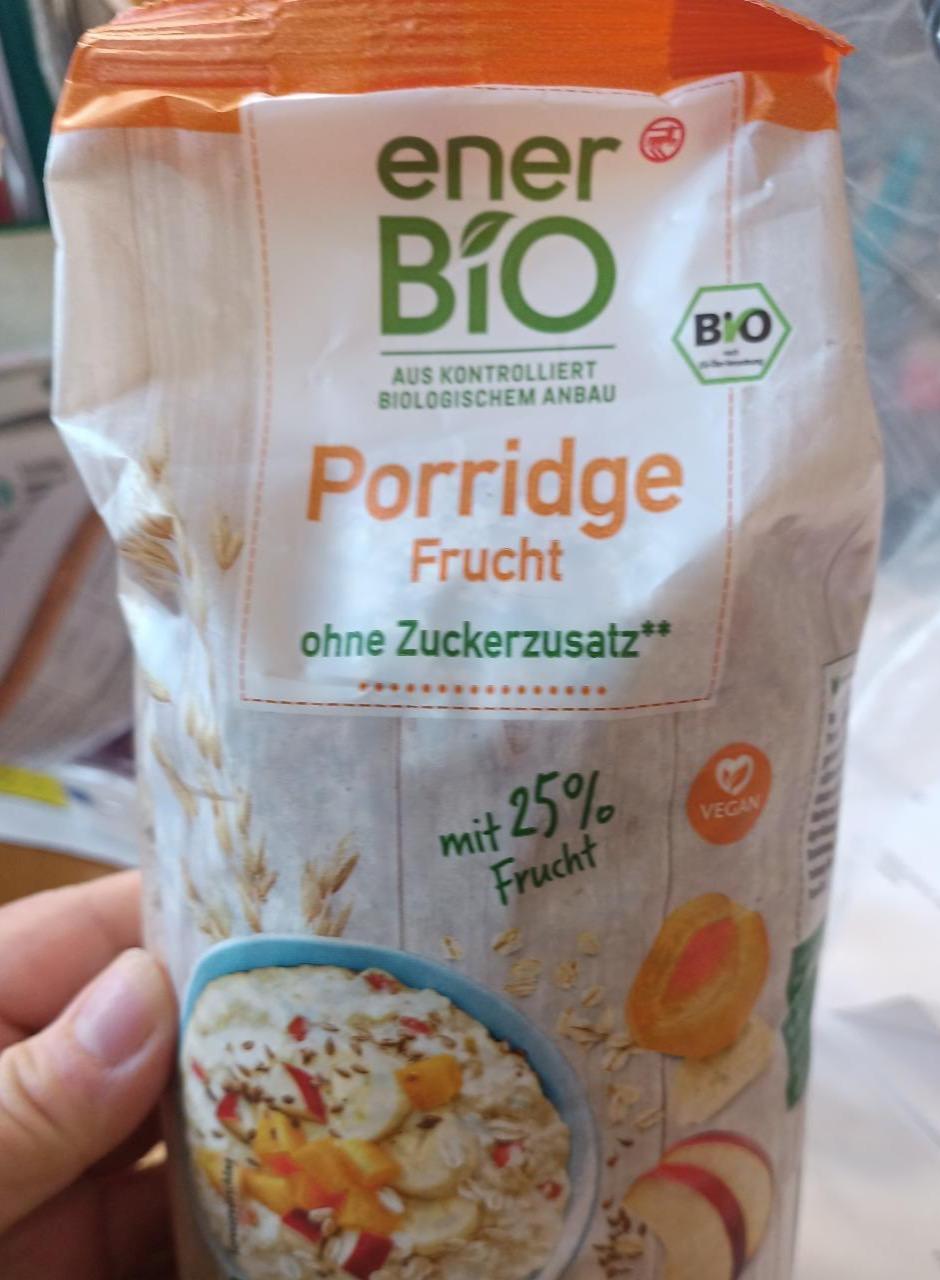 ener
BiO
AUS KONTROLLIERT
BIOLOGISCHEM ANBAU
BiO
Porridge
Frucht
ohne Zuckerzusatz**
mit 25%
Frucht
VEGAN